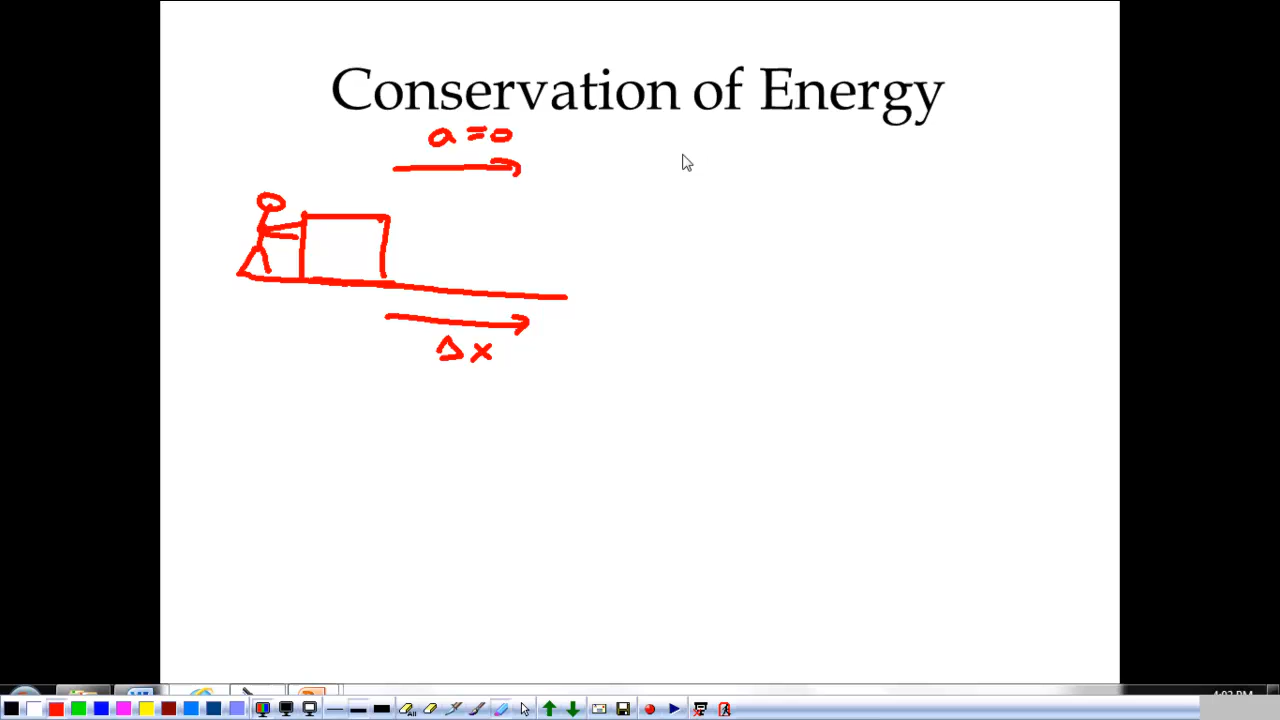 Conservation of Energy
a = 0
Δx